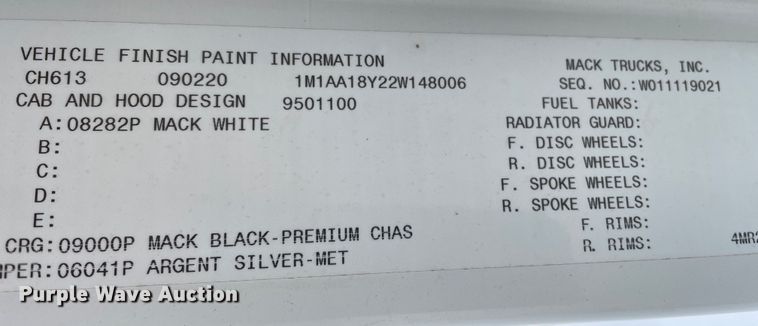 VEHICLE FINISH PAINT INFORMATION
CH613 090220 1M1AA18Y22W148006
CAB AND HOOD DESIGN 9501100
A:08282P MACK WHITE
B:
C:
D:
E:
CRG:09000P MACK BLACK-PREMIUM CHAS
MPER:06041P ARGENT SILVER-MET
MACK TRUCKS, INC.
SEQ. NO.:W011119021
FUEL TANKS:
RADIATOR GUARD:
F. DISC WHEELS:
R. DISC WHEELS:
F. SPOKE WHEELS:
R. SPOKE WHEELS:
F. RIMS:
R. RIMS:
4MR2
Purple Wave Auction